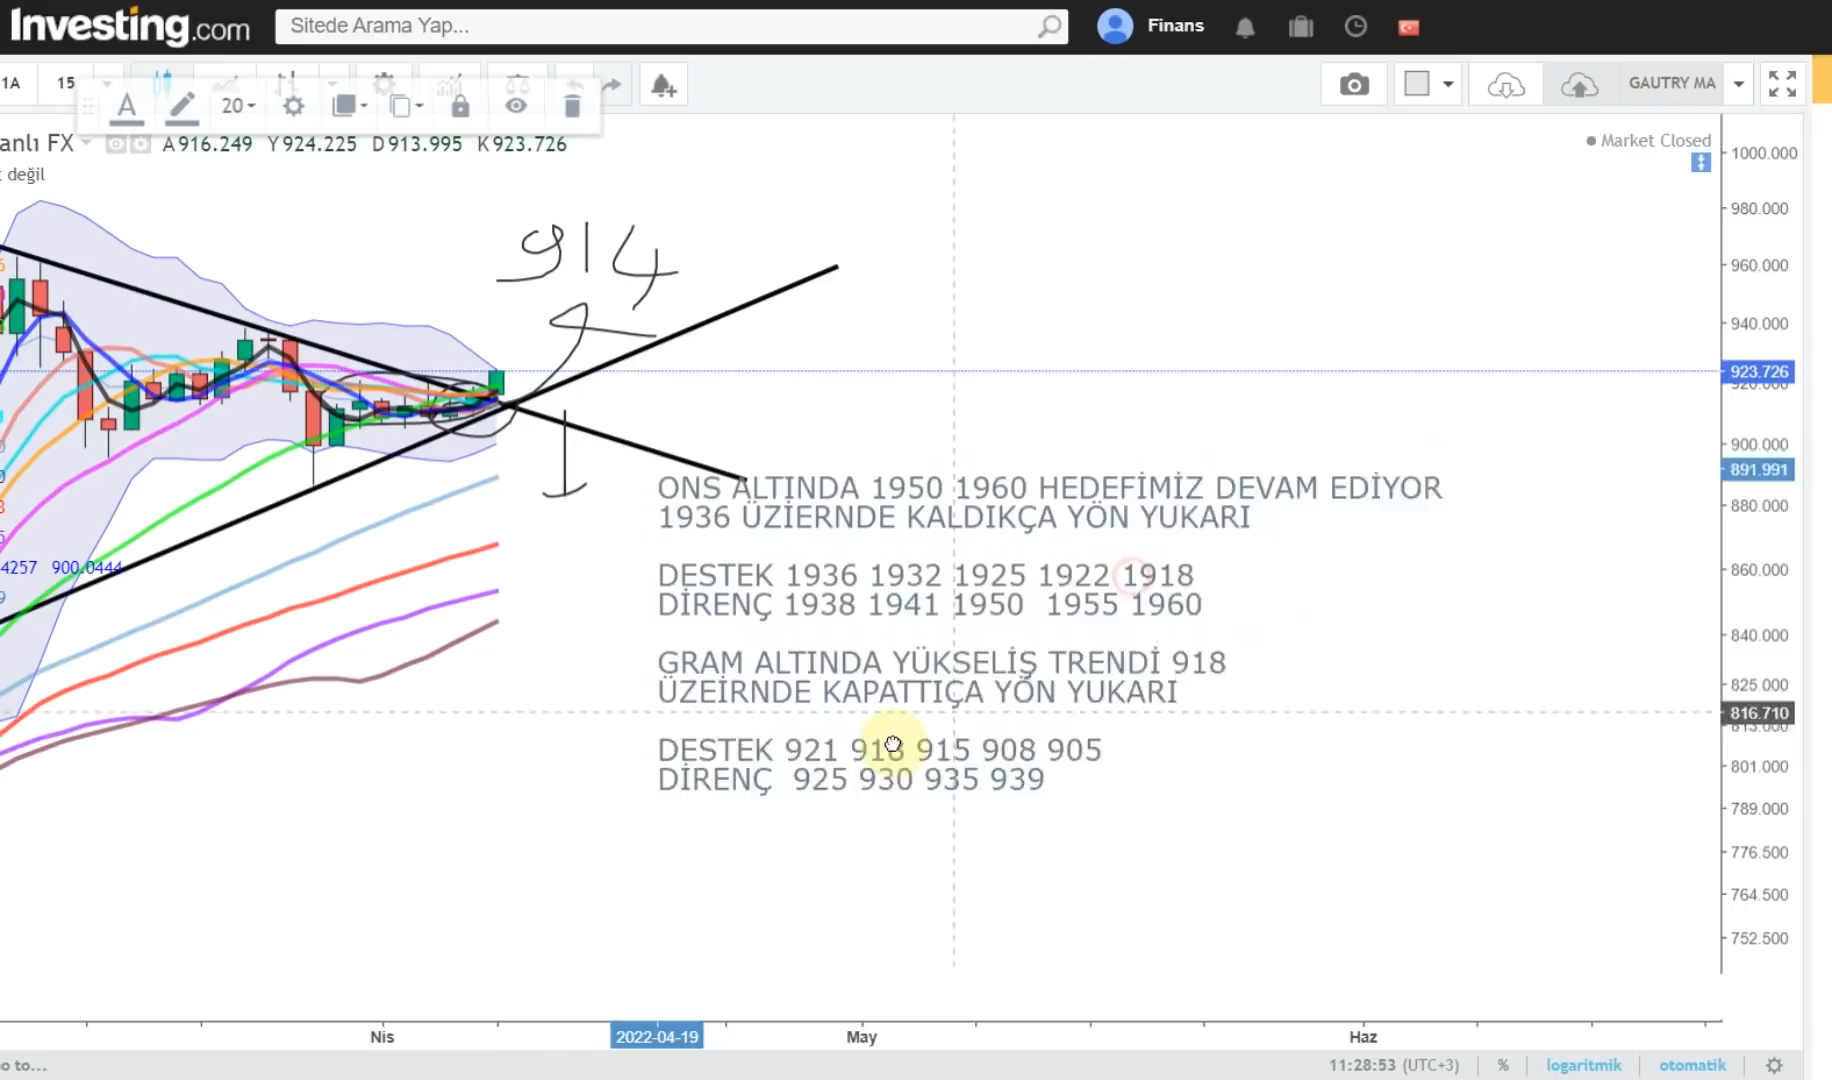 Investing.com
Sitede Arama Yap...
Finans
1A
15
A
20
GAUTRY MA
anlı FX
A916.249 Y924.225 D913.995 K923.726
değil
Market Closed
1000.000
980.000
960.000
940.000
923.726
920.000
900.000
891.991
880.000
860.000
840.000
825.000
816.710
813.000
801.000
789.000
776.500
764.500
752.500
914
4257 900.0444
ONS ALTINDA 1950 1960 HEDEFİMİZ DEVAM EDİYOR
1936 ÜZİERNDE KALDIKÇA YÖN YUKARI
DESTEK 1936 1932 1925 1922 1918
DİRENÇ 1938 1941 1950 1955 1960
GRAM ALTINDA YÜKSELİŞ TRENDİ 918
ÜZEİRNDE KAPATTIÇA YÖN YUKARI
DESTEK 921 918 915 908 905
DİRENÇ 925 930 935 939
Nis
2022-04-19
May
Haz
o to...
11:28:53 (UTC+3)
%
logaritmik
otomatik